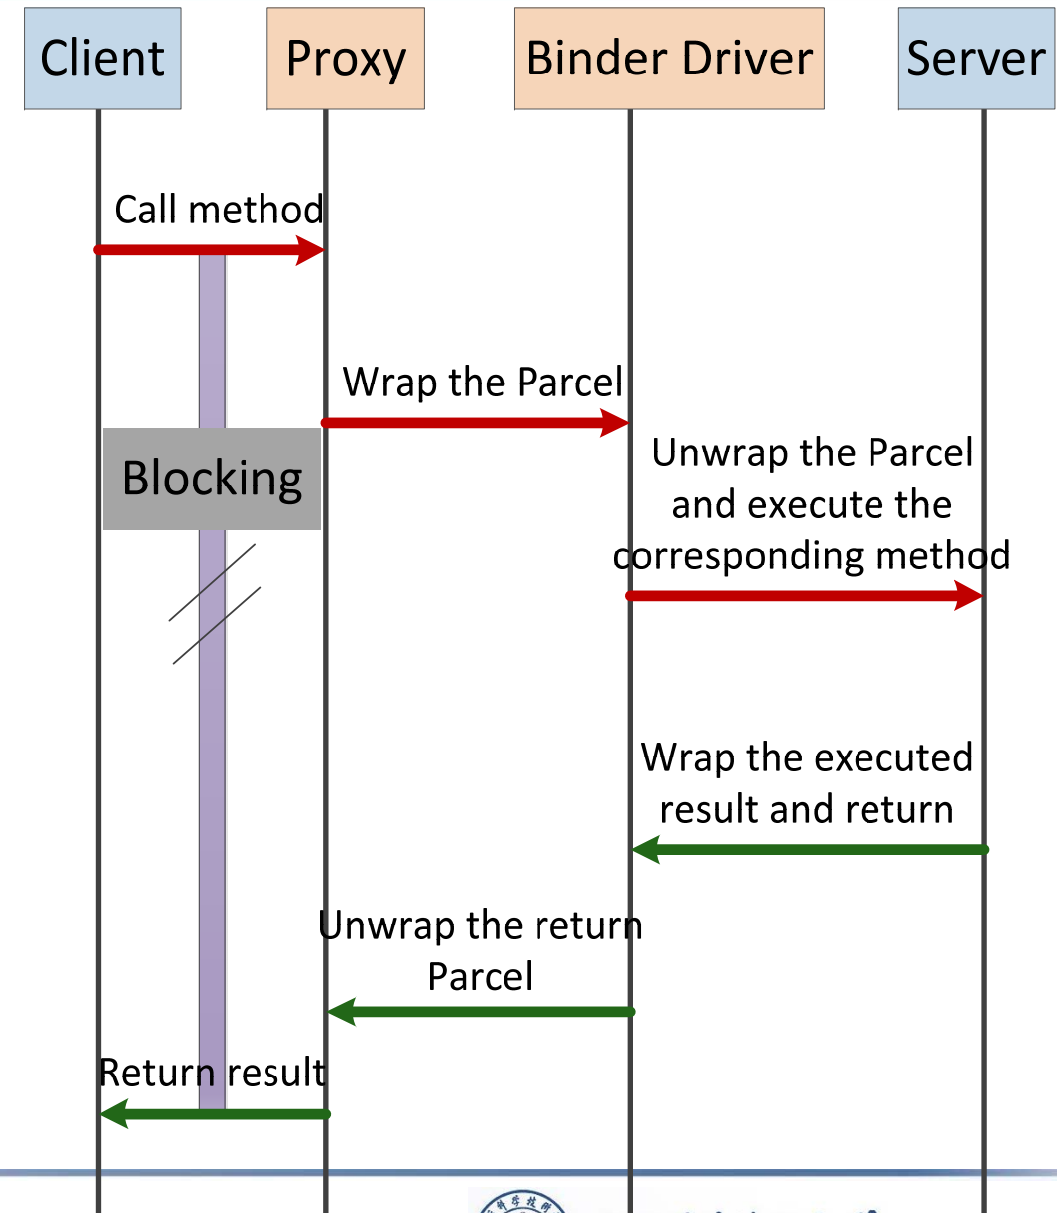 Client
Proxy
Binder Driver
Server
Call method
Wrap the Parcel
Blocking
Unwrap the Parcel
and execute the
corresponding method
Wrap the executed
result and return
Unwrap the return
Parcel
Return result